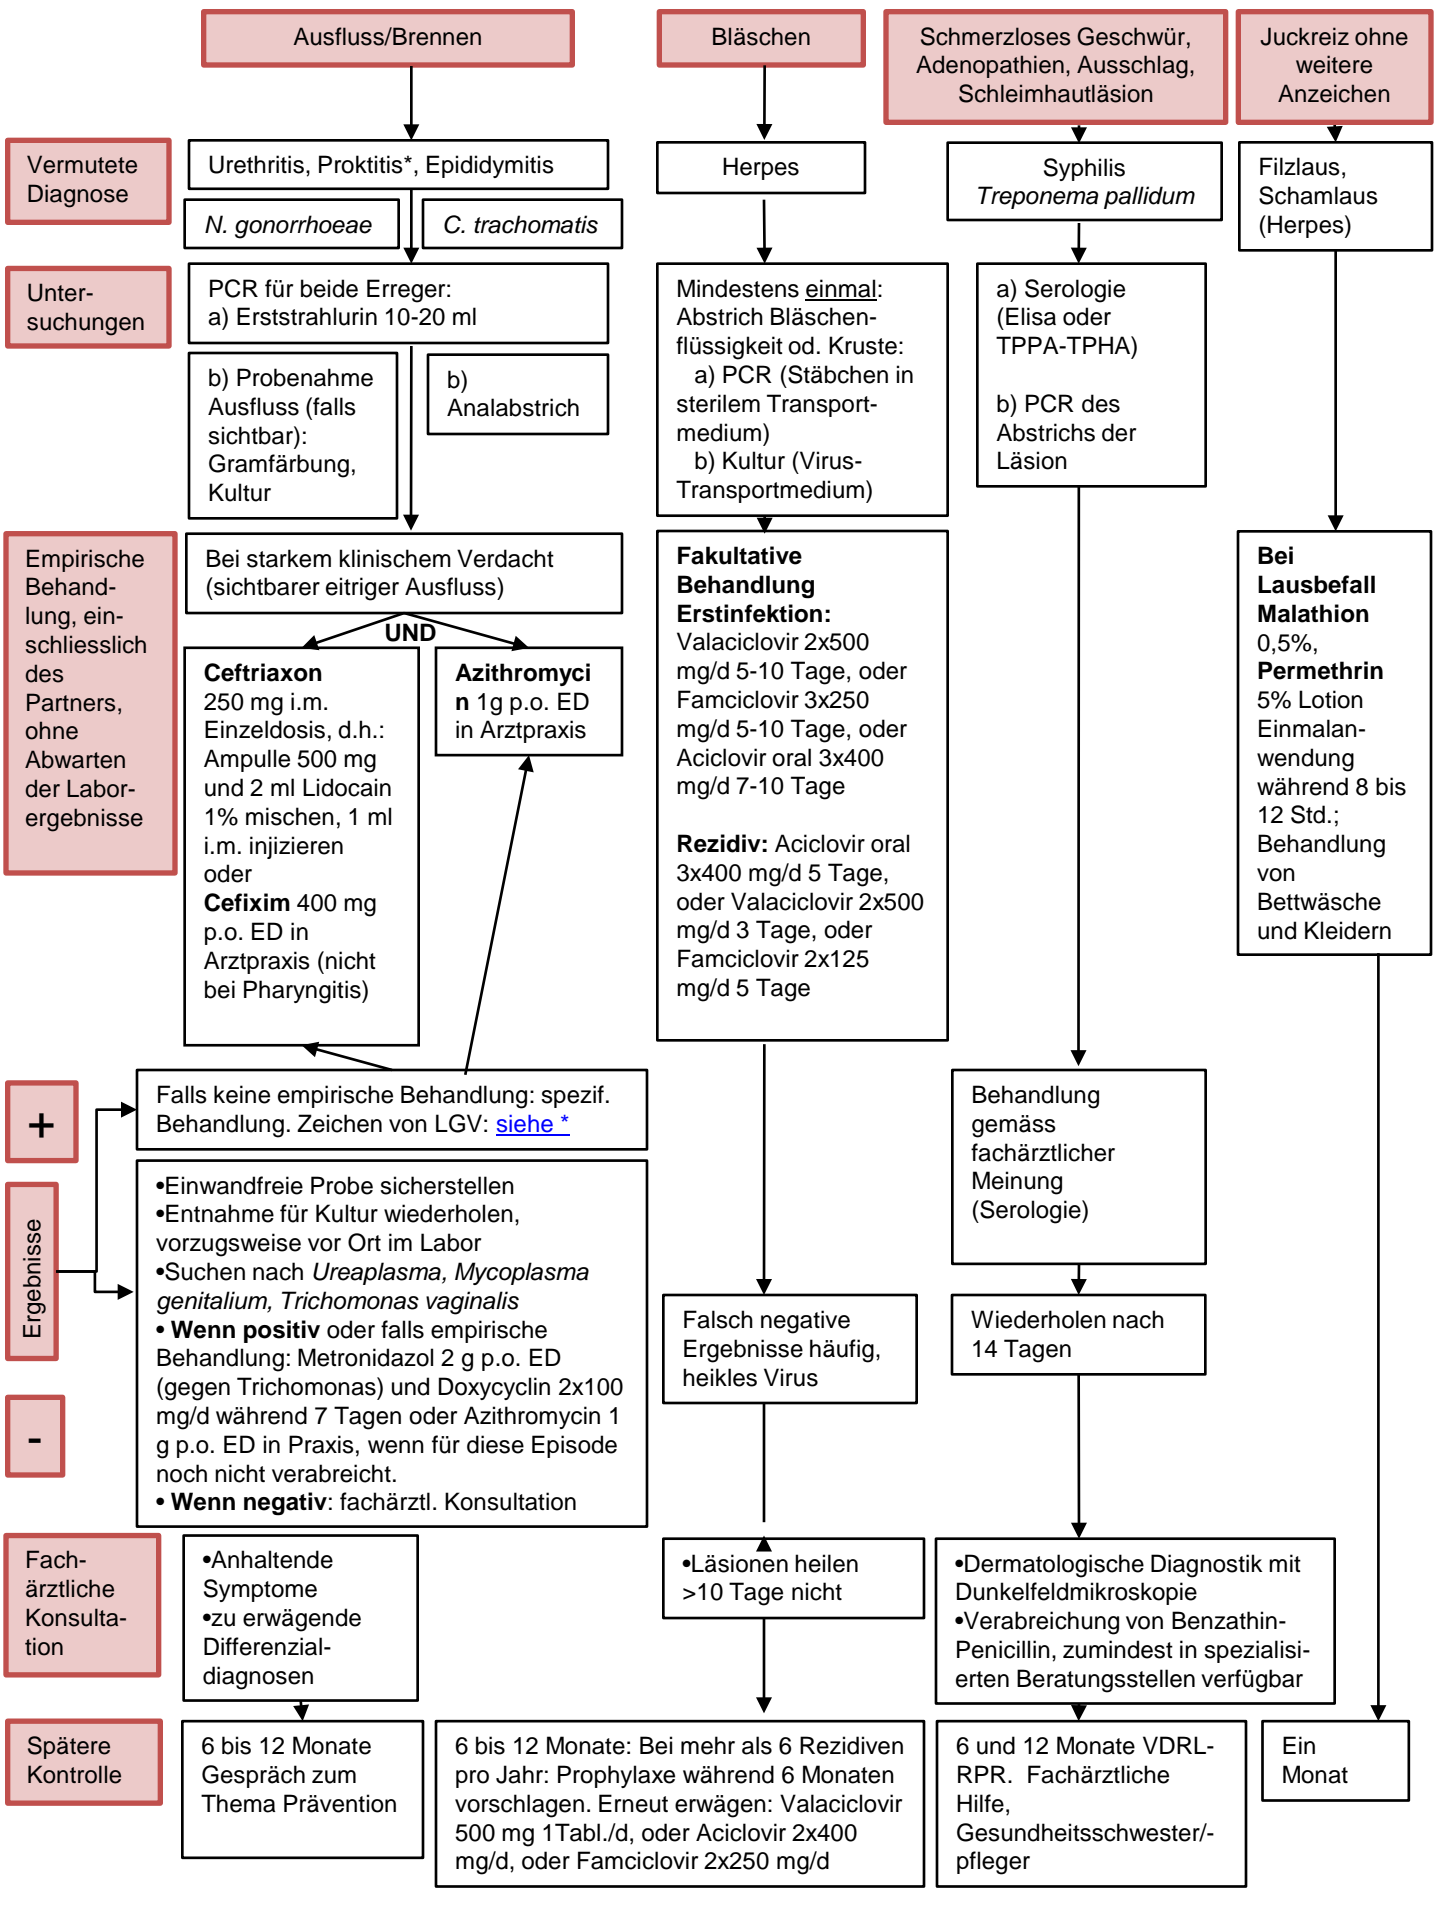 Ausfluss/Brennen
Bläschen
Schmerzloses Geschwür,
Adenopathien, Ausschlag,
Schleimhautläsion
Juckreiz ohne
weitere
Anzeichen
Vermutete
Diagnose
Urethritis, Proktitis*, Epididymitis
N. gonorrhoeae
C. trachomatis
Herpes
Syphilis
Treponema pallidum
Filzlaus,
Schamlaus
(Herpes)
Unter-
suchungen
PCR für beide Erreger:
a) Erststrahlurin 10-20 ml
b) Probenahme
Ausfluss (falls
sichtbar):
Gramfärbung,
Kultur
b)
Analabstrich
Mindestens einmal:
Abstrich Bläschen-
flüssigkeit od. Kruste:
a) PCR (Stäbchen in
sterilem Transport-
medium)
b) Kultur (Virus-
Transportmedium)
a) Serologie
(Elisa oder
TPPA-TPHA)
b) PCR des
Abstrichs der
Läsion
Empirische
Behand-
lung, ein-
schliesslich
des
Partners,
ohne
Abwarten
der Labor-
ergebnisse
Bei starkem klinischem Verdacht
(sichtbarer eitriger Ausfluss)
UND
Ceftriaxon
250 mg i.m.
Einzeldosis, d.h.:
Ampulle 500 mg
und 2 ml Lidocain
1% mischen, 1 ml
i.m. injizieren
oder
Cefixim 400 mg
p.o. ED in
Arztpraxis (nicht
bei Pharyngitis)
Azithromyci
n 1g p.o. ED
in Arztpraxis
Fakultative
Behandlung
Erstinfektion:
Valaciclovir 2x500
mg/d 5-10 Tage, oder
Famciclovir 3x250
mg/d 5-10 Tage, oder
Aciclovir oral 3x400
mg/d 7-10 Tage
Rezidiv: Aciclovir oral
3x400 mg/d 5 Tage,
oder Valaciclovir 2x500
mg/d 3 Tage, oder
Famciclovir 2x125
mg/d 5 Tage
Bei
Lausbefall
Malathion
0,5%,
Permethrin
5% Lotion
Einmalan-
wendung
während 8 bis
12 Std.;
Behandlung
von
Bettwäsche
und Kleidern
+
Ergebnisse
-
Falls keine empirische Behandlung: spezif.
Behandlung. Zeichen von LGV: siehe *
•Einwandfreie Probe sicherstellen
•Entnahme für Kultur wiederholen,
vorzugsweise vor Ort im Labor
•Suchen nach Ureaplasma, Mycoplasma
genitalium, Trichomonas vaginalis
• Wenn positiv oder falls empirische
Behandlung: Metronidazol 2 g p.o. ED
(gegen Trichomonas) und Doxycyclin 2x100
mg/d während 7 Tagen oder Azithromycin 1
g p.o. ED in Praxis, wenn für diese Episode
noch nicht verabreicht.
• Wenn negativ: fachärztl. Konsultation
Falsch negative
Ergebnisse häufig,
heikles Virus
Behandlung
gemäss
fachärztlicher
Meinung
(Serologie)
Wiederholen nach
14 Tagen
Fach-
ärztliche
Konsulta-
tion
•Anhaltende
Symptome
•zu erwägende
Differenzial-
diagnosen
•Läsionen heilen
>10 Tage nicht
•Dermatologische Diagnostik mit
Dunkelfeldmikroskopie
•Verabreichung von Benzathin-
Penicillin, zumindest in spezialisi-
erten Beratungsstellen verfügbar
Spätere
Kontrolle
6 bis 12 Monate
Gespräch zum
Thema Prävention
6 bis 12 Monate: Bei mehr als 6 Rezidiven
pro Jahr: Prophylaxe während 6 Monaten
vorschlagen. Erneut erwägen: Valaciclovir
500 mg 1Tabl./d, oder Aciclovir 2x400
mg/d, oder Famciclovir 2x250 mg/d
6 und 12 Monate VDRL-
RPR. Fachärztliche
Hilfe,
Gesundheitsschwester/-
pfleger
Ein
Monat